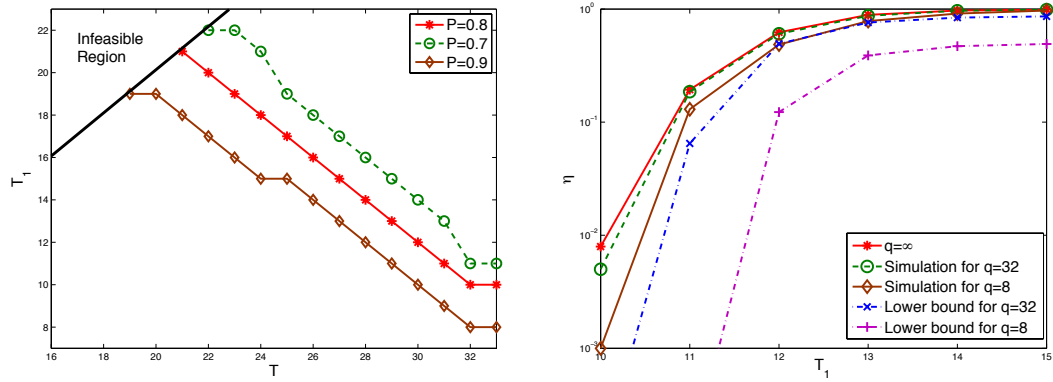 22
20
18
16
14
12
10
8
T₁
16 18 20 22 24 26 28 30 32
T
Infeasible
Region
P=0.8
P=0.7
P=0.9
10⁰
10⁻¹
10⁻²
10⁻³
η
10 11 12 13 14 15
T₁
q=∞
Simulation for q=32
Simulation for q=8
Lower bound for q=32
Lower bound for q=8